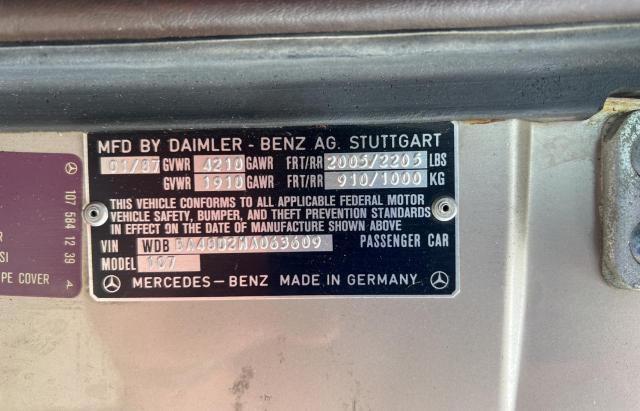 MFD BY DAIMLER - BENZ AG. STUTTGART
01/87 GVWR 4210 GAWR FRT/RR 2005/2205 LBS
GVWR 1910 GAWR FRT/RR 910/1000 KG
THIS VEHICLE CONFORMS TO ALL APPLICABLE FEDERAL MOTOR
VEHICLE SAFETY, BUMPER, AND THEFT PREVENTION STANDARDS
IN EFFECT ON THE DATE OF MANUFACTURE SHOWN ABOVE
VIN WDB BA48D2HA063609 PASSENGER CAR
MODEL 107
MERCEDES-BENZ MADE IN GERMANY
107 584 12 39
PE COVER